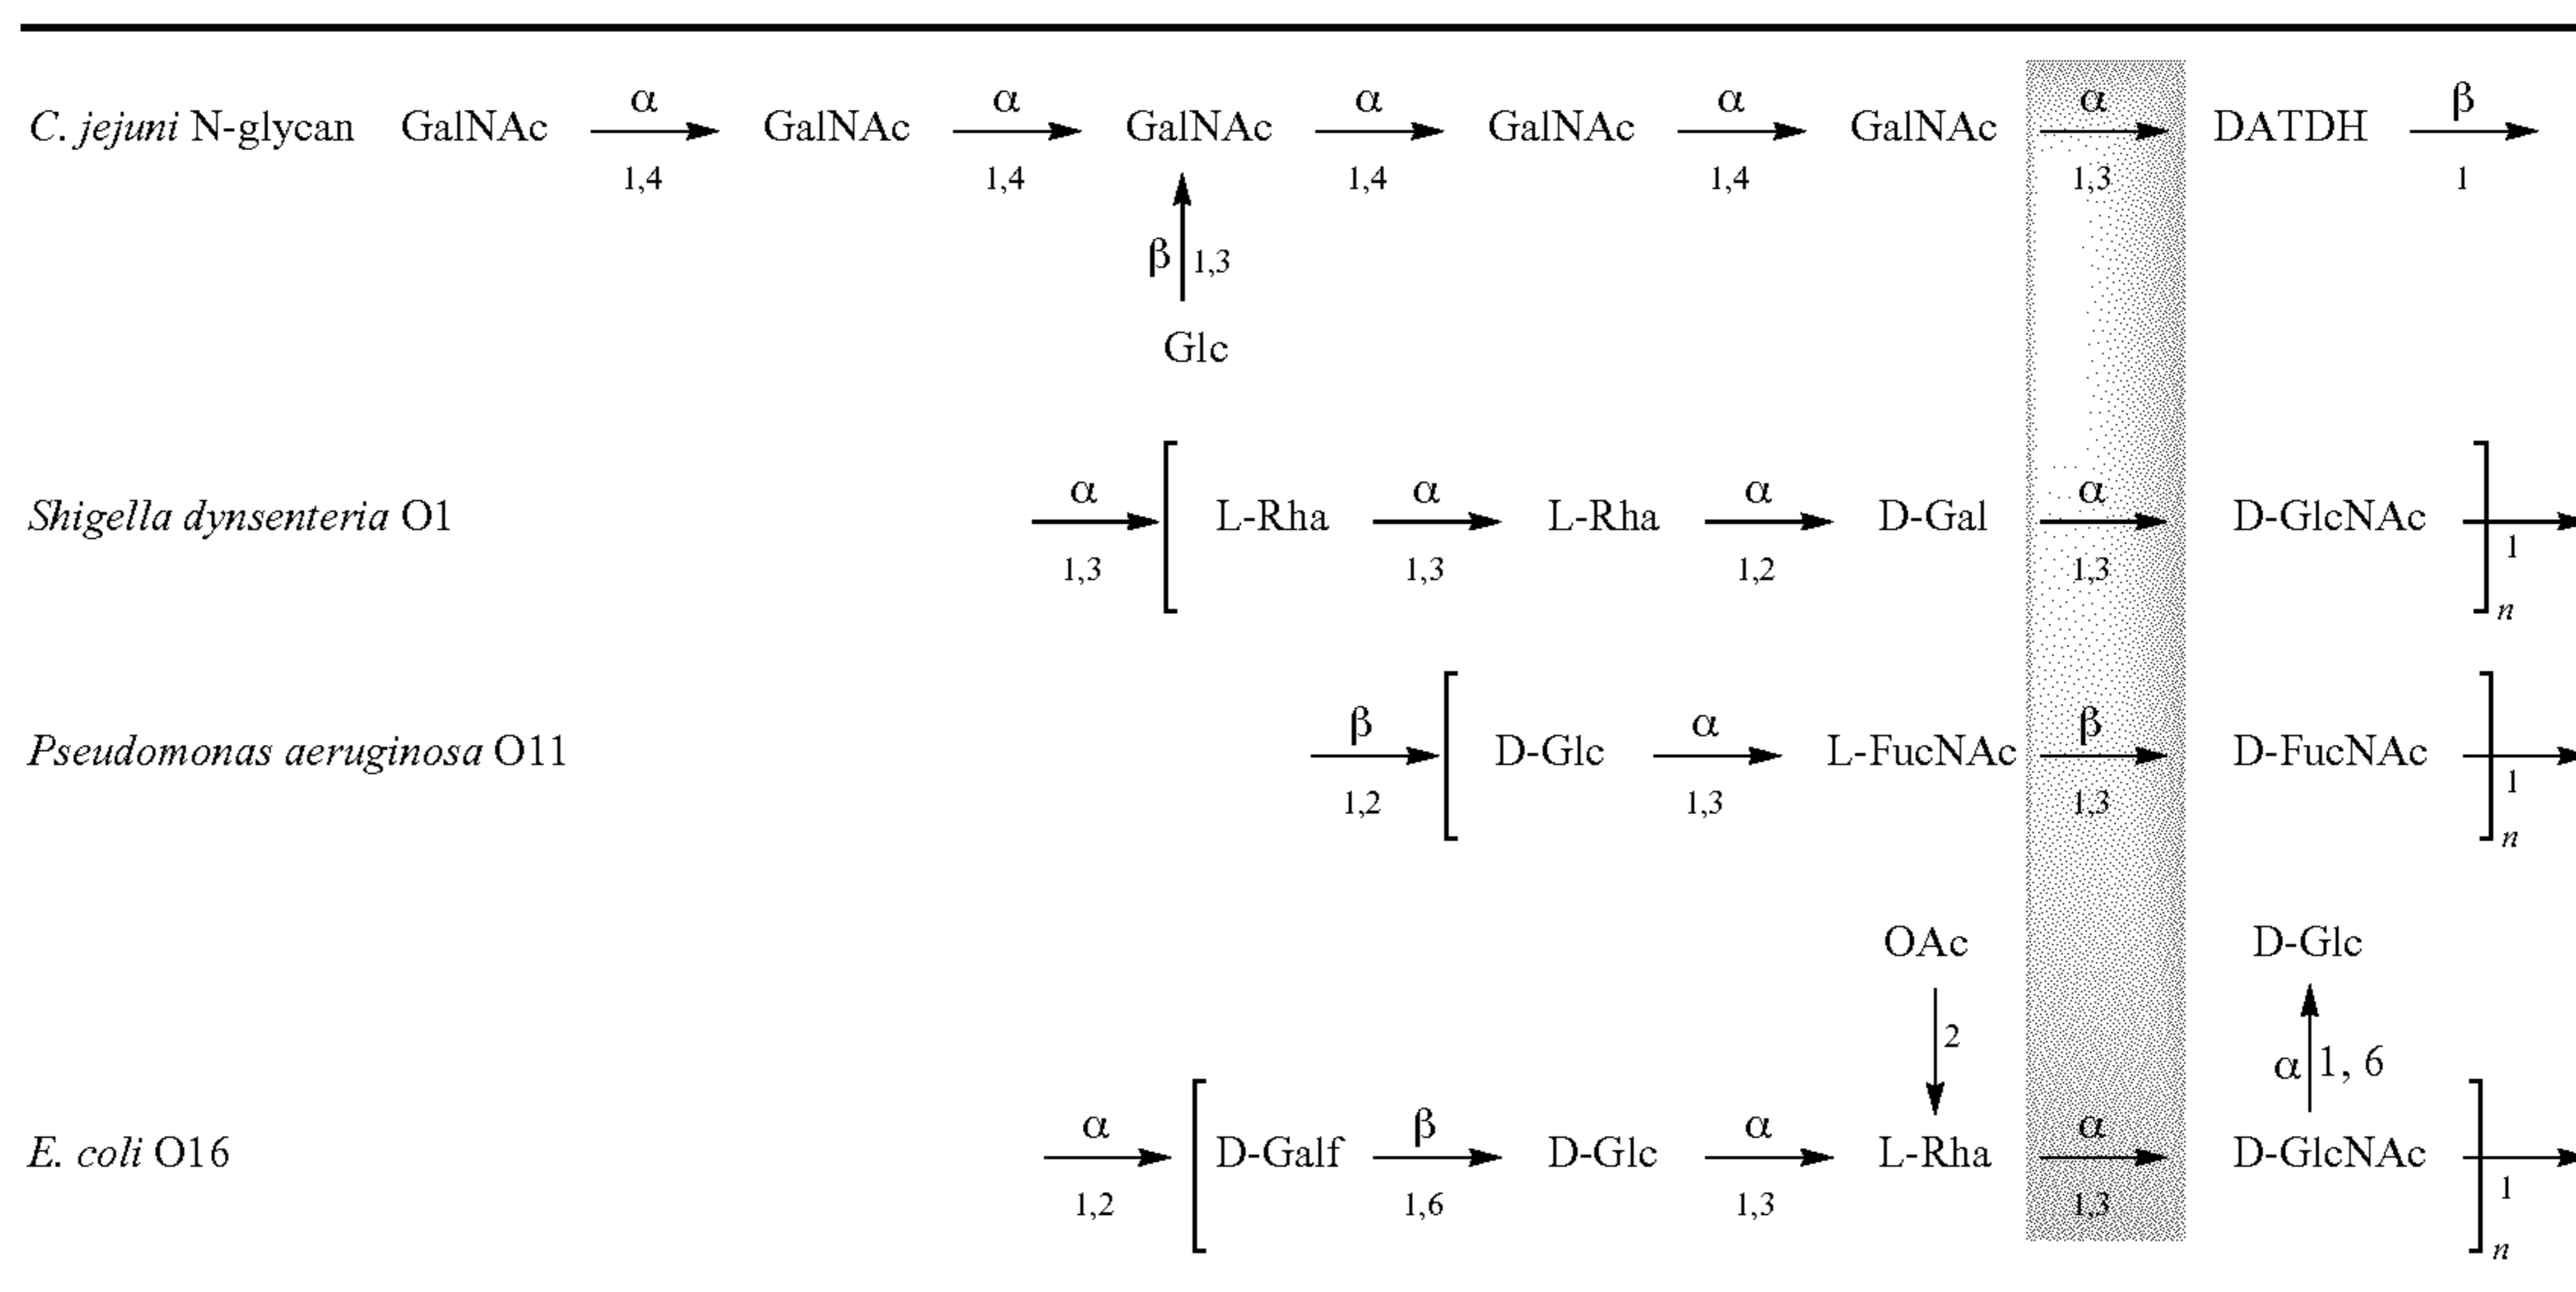 α α α α α β
C. jejuni N-glycan GalNAc GalNAc GalNAc GalNAc GalNAc DATDH
1,4 1,4 1,4 1,4 1,3 1
β 1,3
Glc
α α α α
Shigella dynsenteria O1 [ L-Rha L-Rha D-Gal D-GlcNAc ] 1
1,3 1,3 1,2 1,3 n
β α β
Pseudomonas aeruginosa O11 [ D-Glc L-FucNAc D-FucNAc ] 1
1,2 1,3 1,3 n
OAc D-Glc
2 α 1, 6
α β α α
E. coli O16 [ D-Galf D-Glc L-Rha D-GlcNAc ] 1
1,2 1,6 1,3 1,3 n